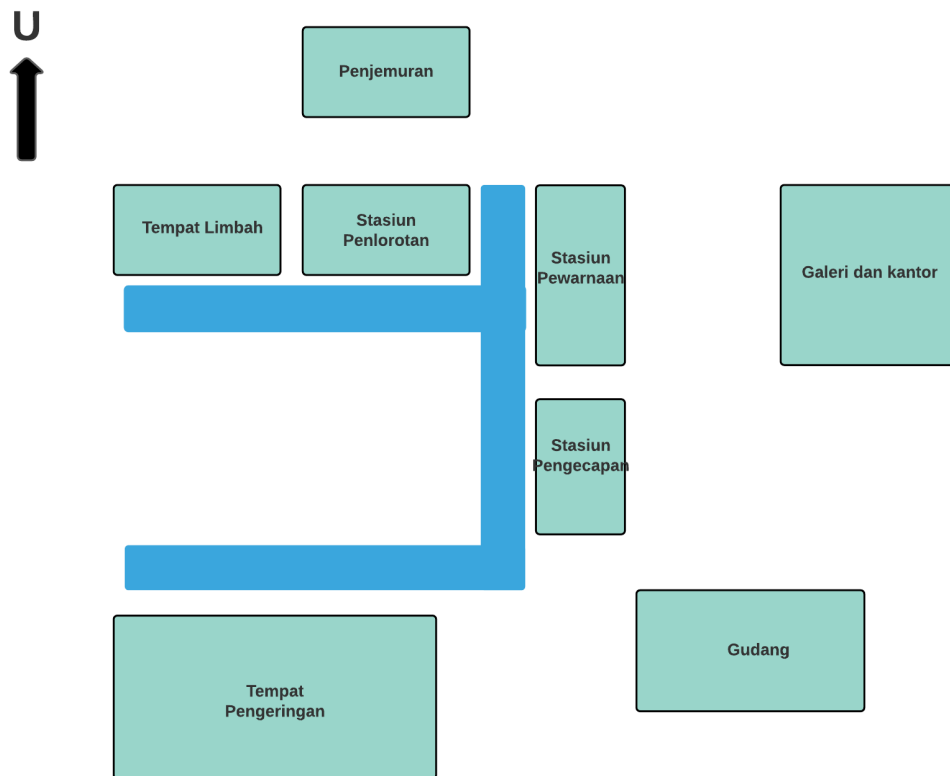 U
Penjemuran
Tempat Limbah
Stasiun
Penlorotan
Stasiun
Pewarnaan
Galeri dan kantor
Stasiun
Pengecapan
Gudang
Tempat
Pengeringan